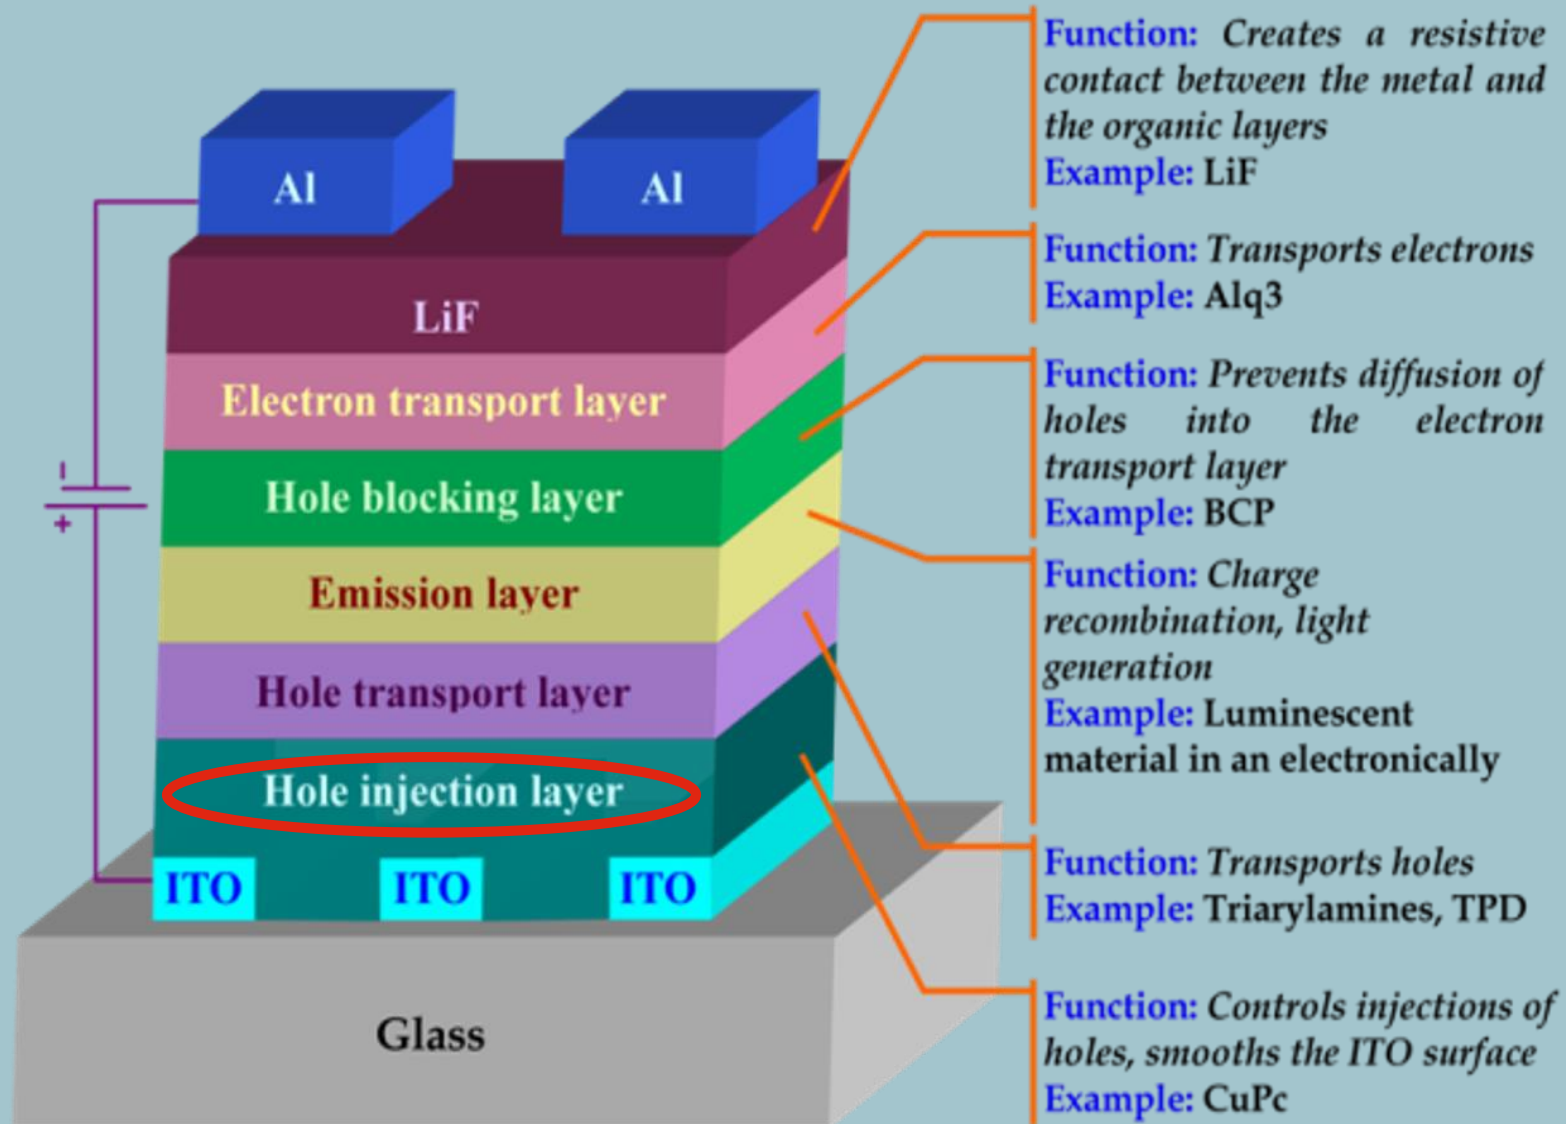 Al
Al
LiF
Electron transport layer
Hole blocking layer
Emission layer
Hole transport layer
Hole injection layer
ITO
ITO
ITO
Glass
-
+
Function: Creates a resistive
contact between the metal and
the organic layers
Example: LiF
Function: Transports electrons
Example: Alq3
Function: Prevents diffusion of
holes into the electron
transport layer
Example: BCP
Function: Charge
recombination, light
generation
Example: Luminescent
material in an electronically
Function: Transports holes
Example: Triarylamines, TPD
Function: Controls injections of
holes, smooths the ITO surface
Example: CuPc